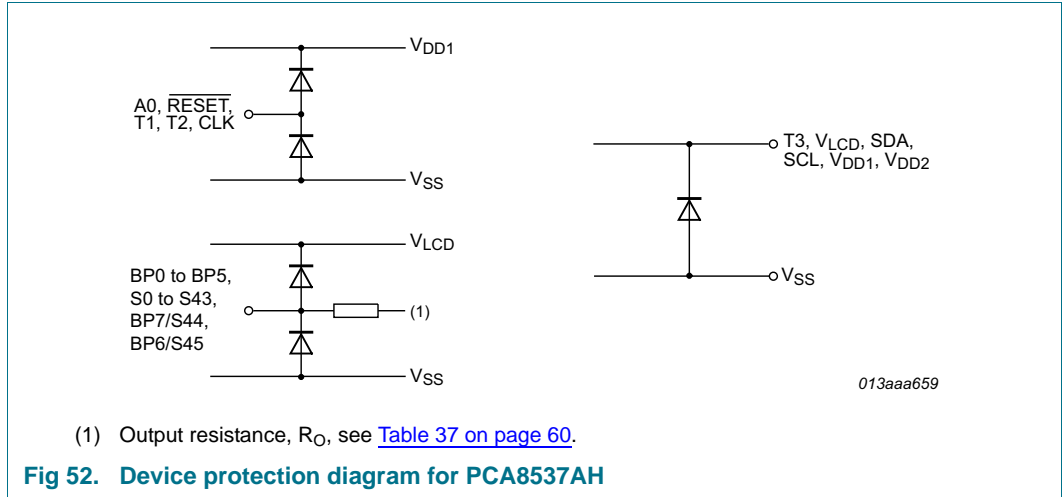 VDD1
A0, RESET,
T1, T2, CLK
VSS
VLCD
BP0 to BP5,
S0 to S43,
BP7/S44,
BP6/S45
(1)
VSS
T3, VLCD, SDA,
SCL, VDD1, VDD2
VSS
013aaa659
(1) Output resistance, RO, see Table 37 on page 60.
Fig 52. Device protection diagram for PCA8537AH